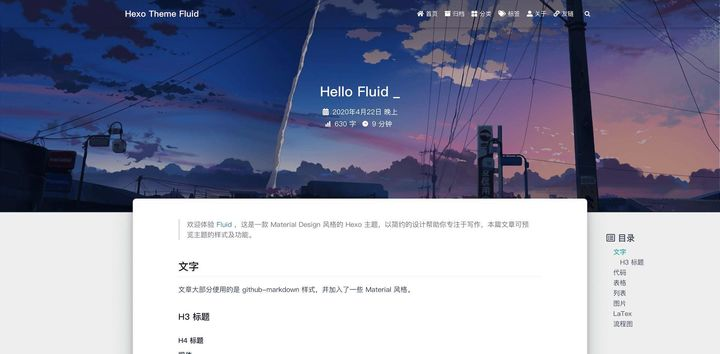 Hexo Theme Fluid
首页 归档 分类 标签 关于 友链
Hello Fluid _
2020年4月22日 晚上
630 字 9 分钟
欢迎体验 Fluid ，这是一款 Material Design 风格的 Hexo 主题，以简约的设计帮助你专注于写作，本篇文章可预
览主题的样式及功能。
文字
文章大部分使用的是 github-markdown 样式，并加入了一些 Material 风格。
H3 标题
H4 标题
目录
文字
H3 标题
代码
表格
列表
图片
LaTex
流程图